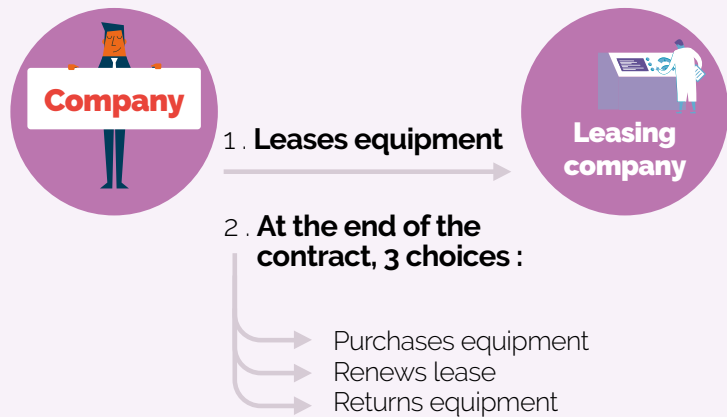 Company
Leasing
company
1. Leases equipment
2. At the end of the
contract, 3 choices :
Purchases equipment
Renews lease
Returns equipment